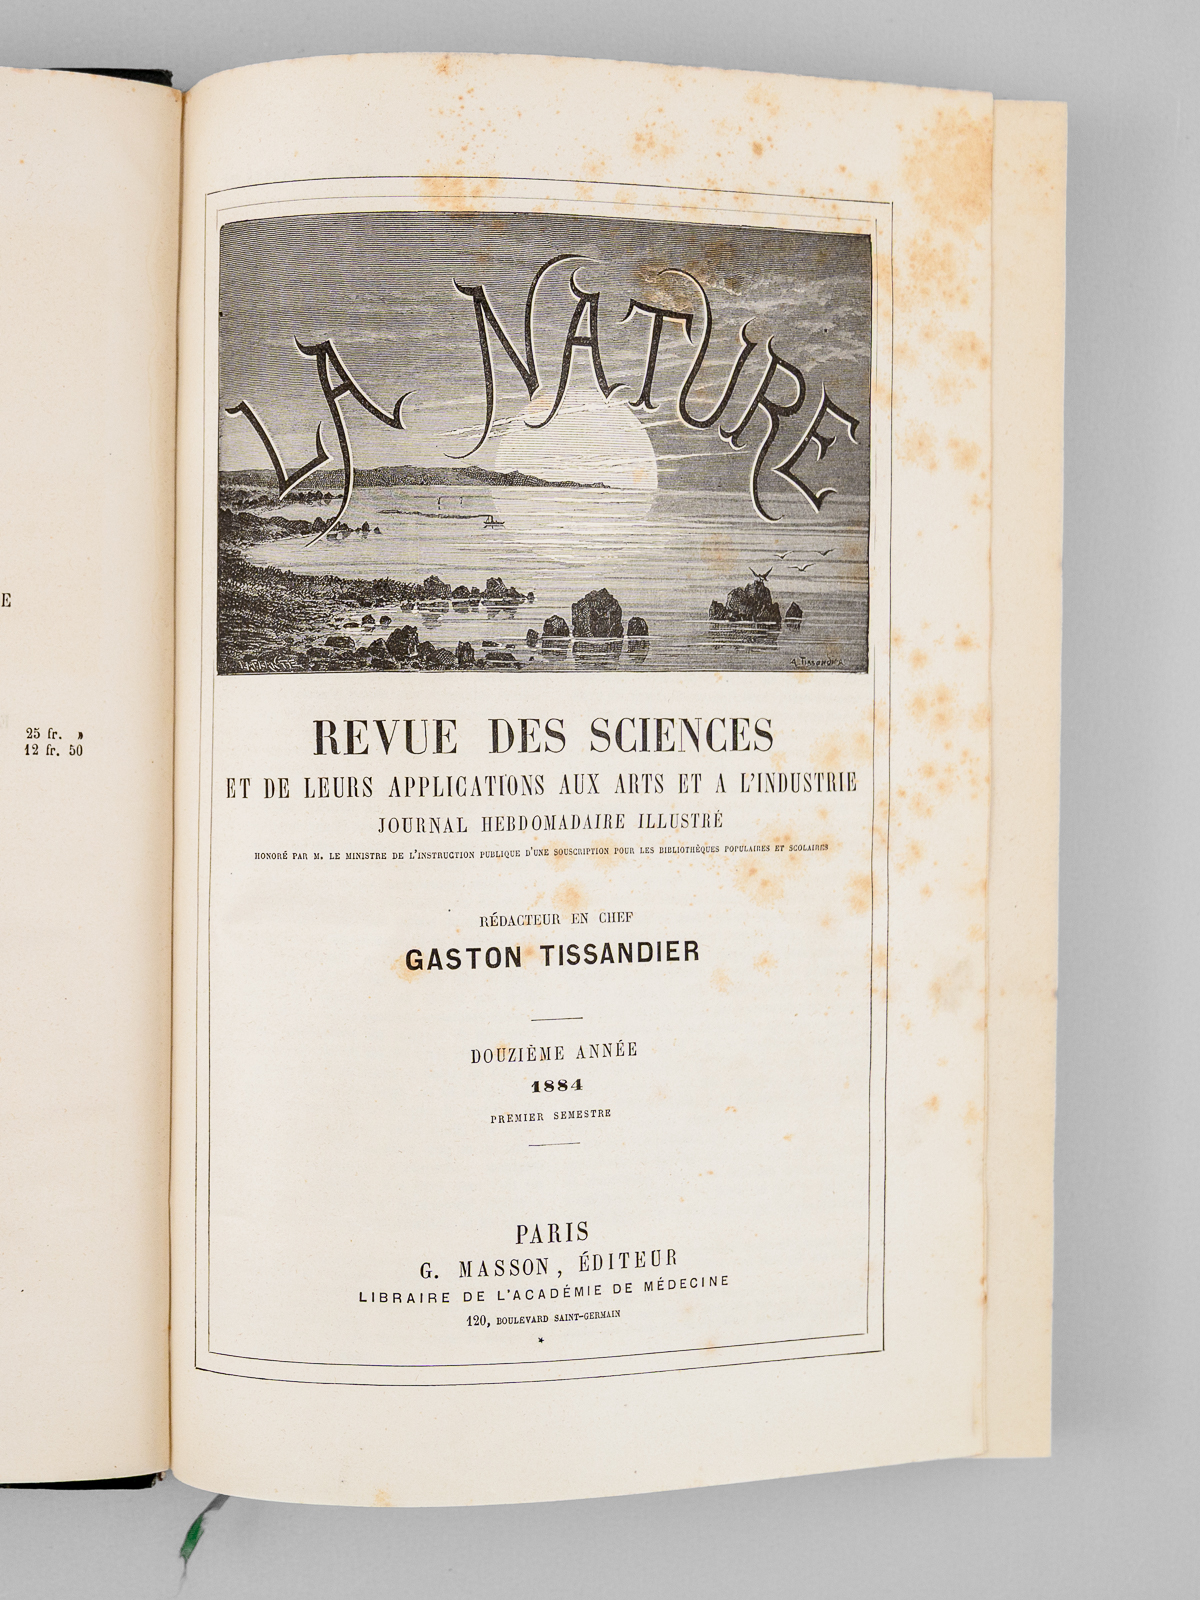 E
25 fr. »
12 fr. 50
LA NATURE
A. TISSANDIER
REVUE DES SCIENCES
ET DE LEURS APPLICATIONS AUX ARTS ET A L'INDUSTRIE
JOURNAL HEBDOMADAIRE ILLUSTRÉ
HONORÉ PAR M. LE MINISTRE DE L'INSTRUCTION PUBLIQUE D'UNE SOUSCRIPTION POUR LES BIBLIOTHÈQUES POPULAIRES ET SCOLAIRES
RÉDACTEUR EN CHEF
GASTON TISSANDIER
DOUZIÈME ANNÉE
1884
PREMIER SEMESTRE
PARIS
G. MASSON, ÉDITEUR
LIBRAIRE DE L'ACADÉMIE DE MÉDECINE
120, BOULEVARD SAINT-GERMAIN
*